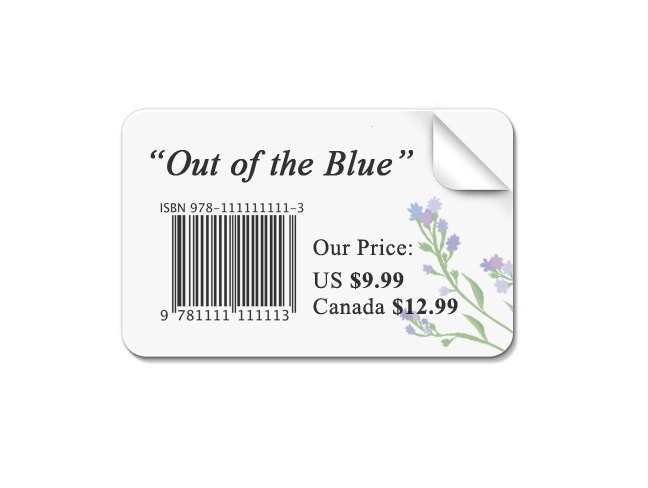 “Out of the Blue”
ISBN 978-111111111-3
9 781111 111113
Our Price:
US $9.99
Canada $12.99